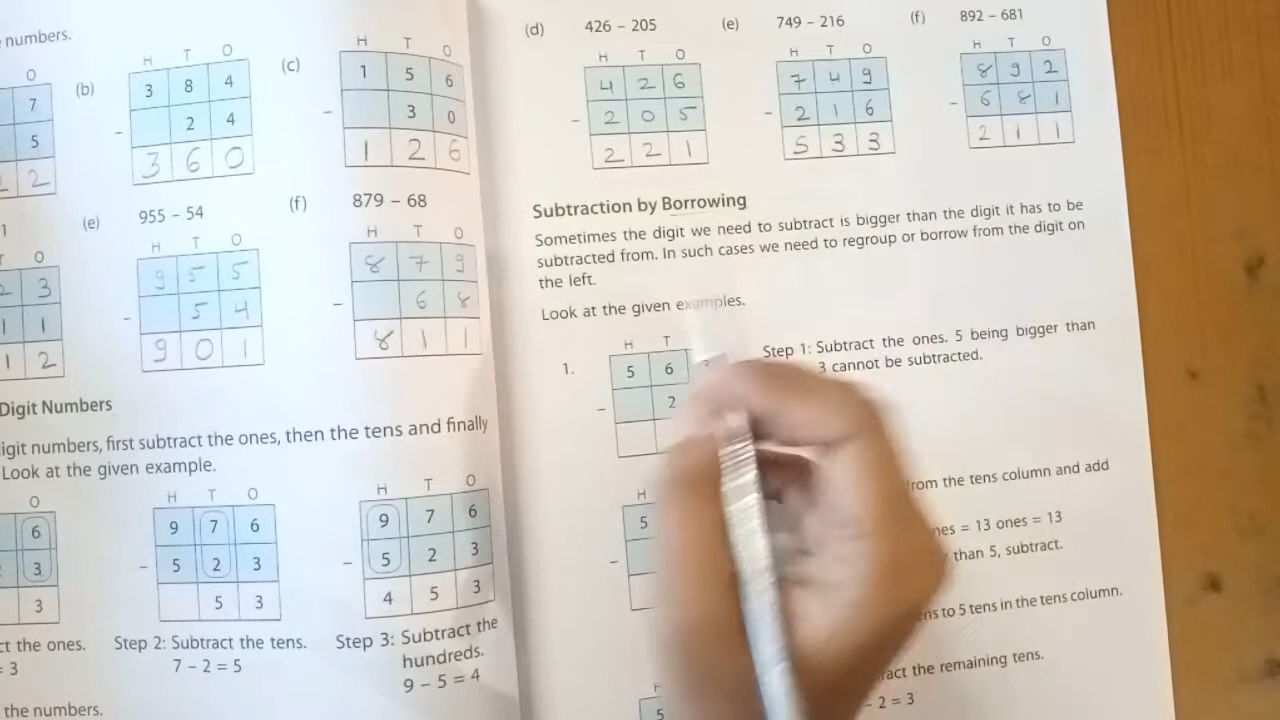 numbers.
O
7
5
2 2
(b)
H T O
3 8 4
- 2 4
3 6 0
(c)
H T O
1 5 6
- 3 0
1 2 6
1
T O
2 3
1 1
1 2
(e) 955 – 54
H T O
9 5 5
- 5 4
9 0 1
(f) 879 – 68
H T O
8 7 9
- 6 8
8 1 1
Digit Numbers
igit numbers, first subtract the ones, then the tens and finally
Look at the given example.
O
6
3
3
H T O
9 7 6
- 5 2 3
5 3
H T O
9 7 6
- 5 2 3
4 5 3
ct the ones.
= 3
Step 2: Subtract the tens.
7 – 2 = 5
Step 3: Subtract the
hundreds.
9 – 5 = 4
the numbers.
(d) 426 – 205
H T O
4 2 6
- 2 0 5
2 2 1
(e) 749 – 216
H T O
7 4 9
- 2 1 6
5 3 3
(f) 892 – 681
H T O
8 9 2
- 6 8 1
2 1 1
Subtraction by Borrowing
Sometimes the digit we need to subtract is bigger than the digit it has to be
subtracted from. In such cases we need to regroup or borrow from the digit on
the left.
Look at the given examples.
1.
H T
5 6
- 2
Step 1: Subtract the ones. 5 being bigger than
3 cannot be subtracted.
H
5
-
from the tens column and add
nes = 13 ones = 13
than 5, subtract.
ens to 5 tens in the tens column.
ract the remaining tens.
- 2 = 3
H
5